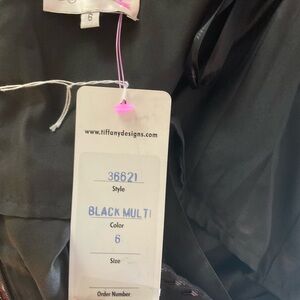 6
www.tiffanydesigns.com
36621
Style
BLACK MULTI
Color
6
Size
Order Number